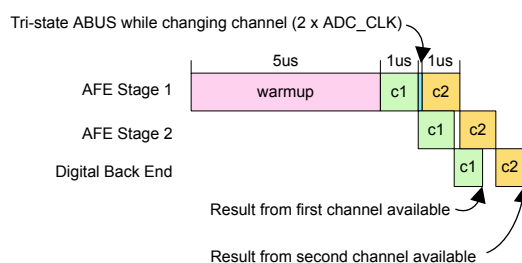 Tri-state ABUS while changing channel (2 x ADC_CLK)
5us 1us 1us
AFE Stage 1 warmup c1 c2
AFE Stage 2 c1 c2
Digital Back End c1 c2
Result from first channel available
Result from second channel available